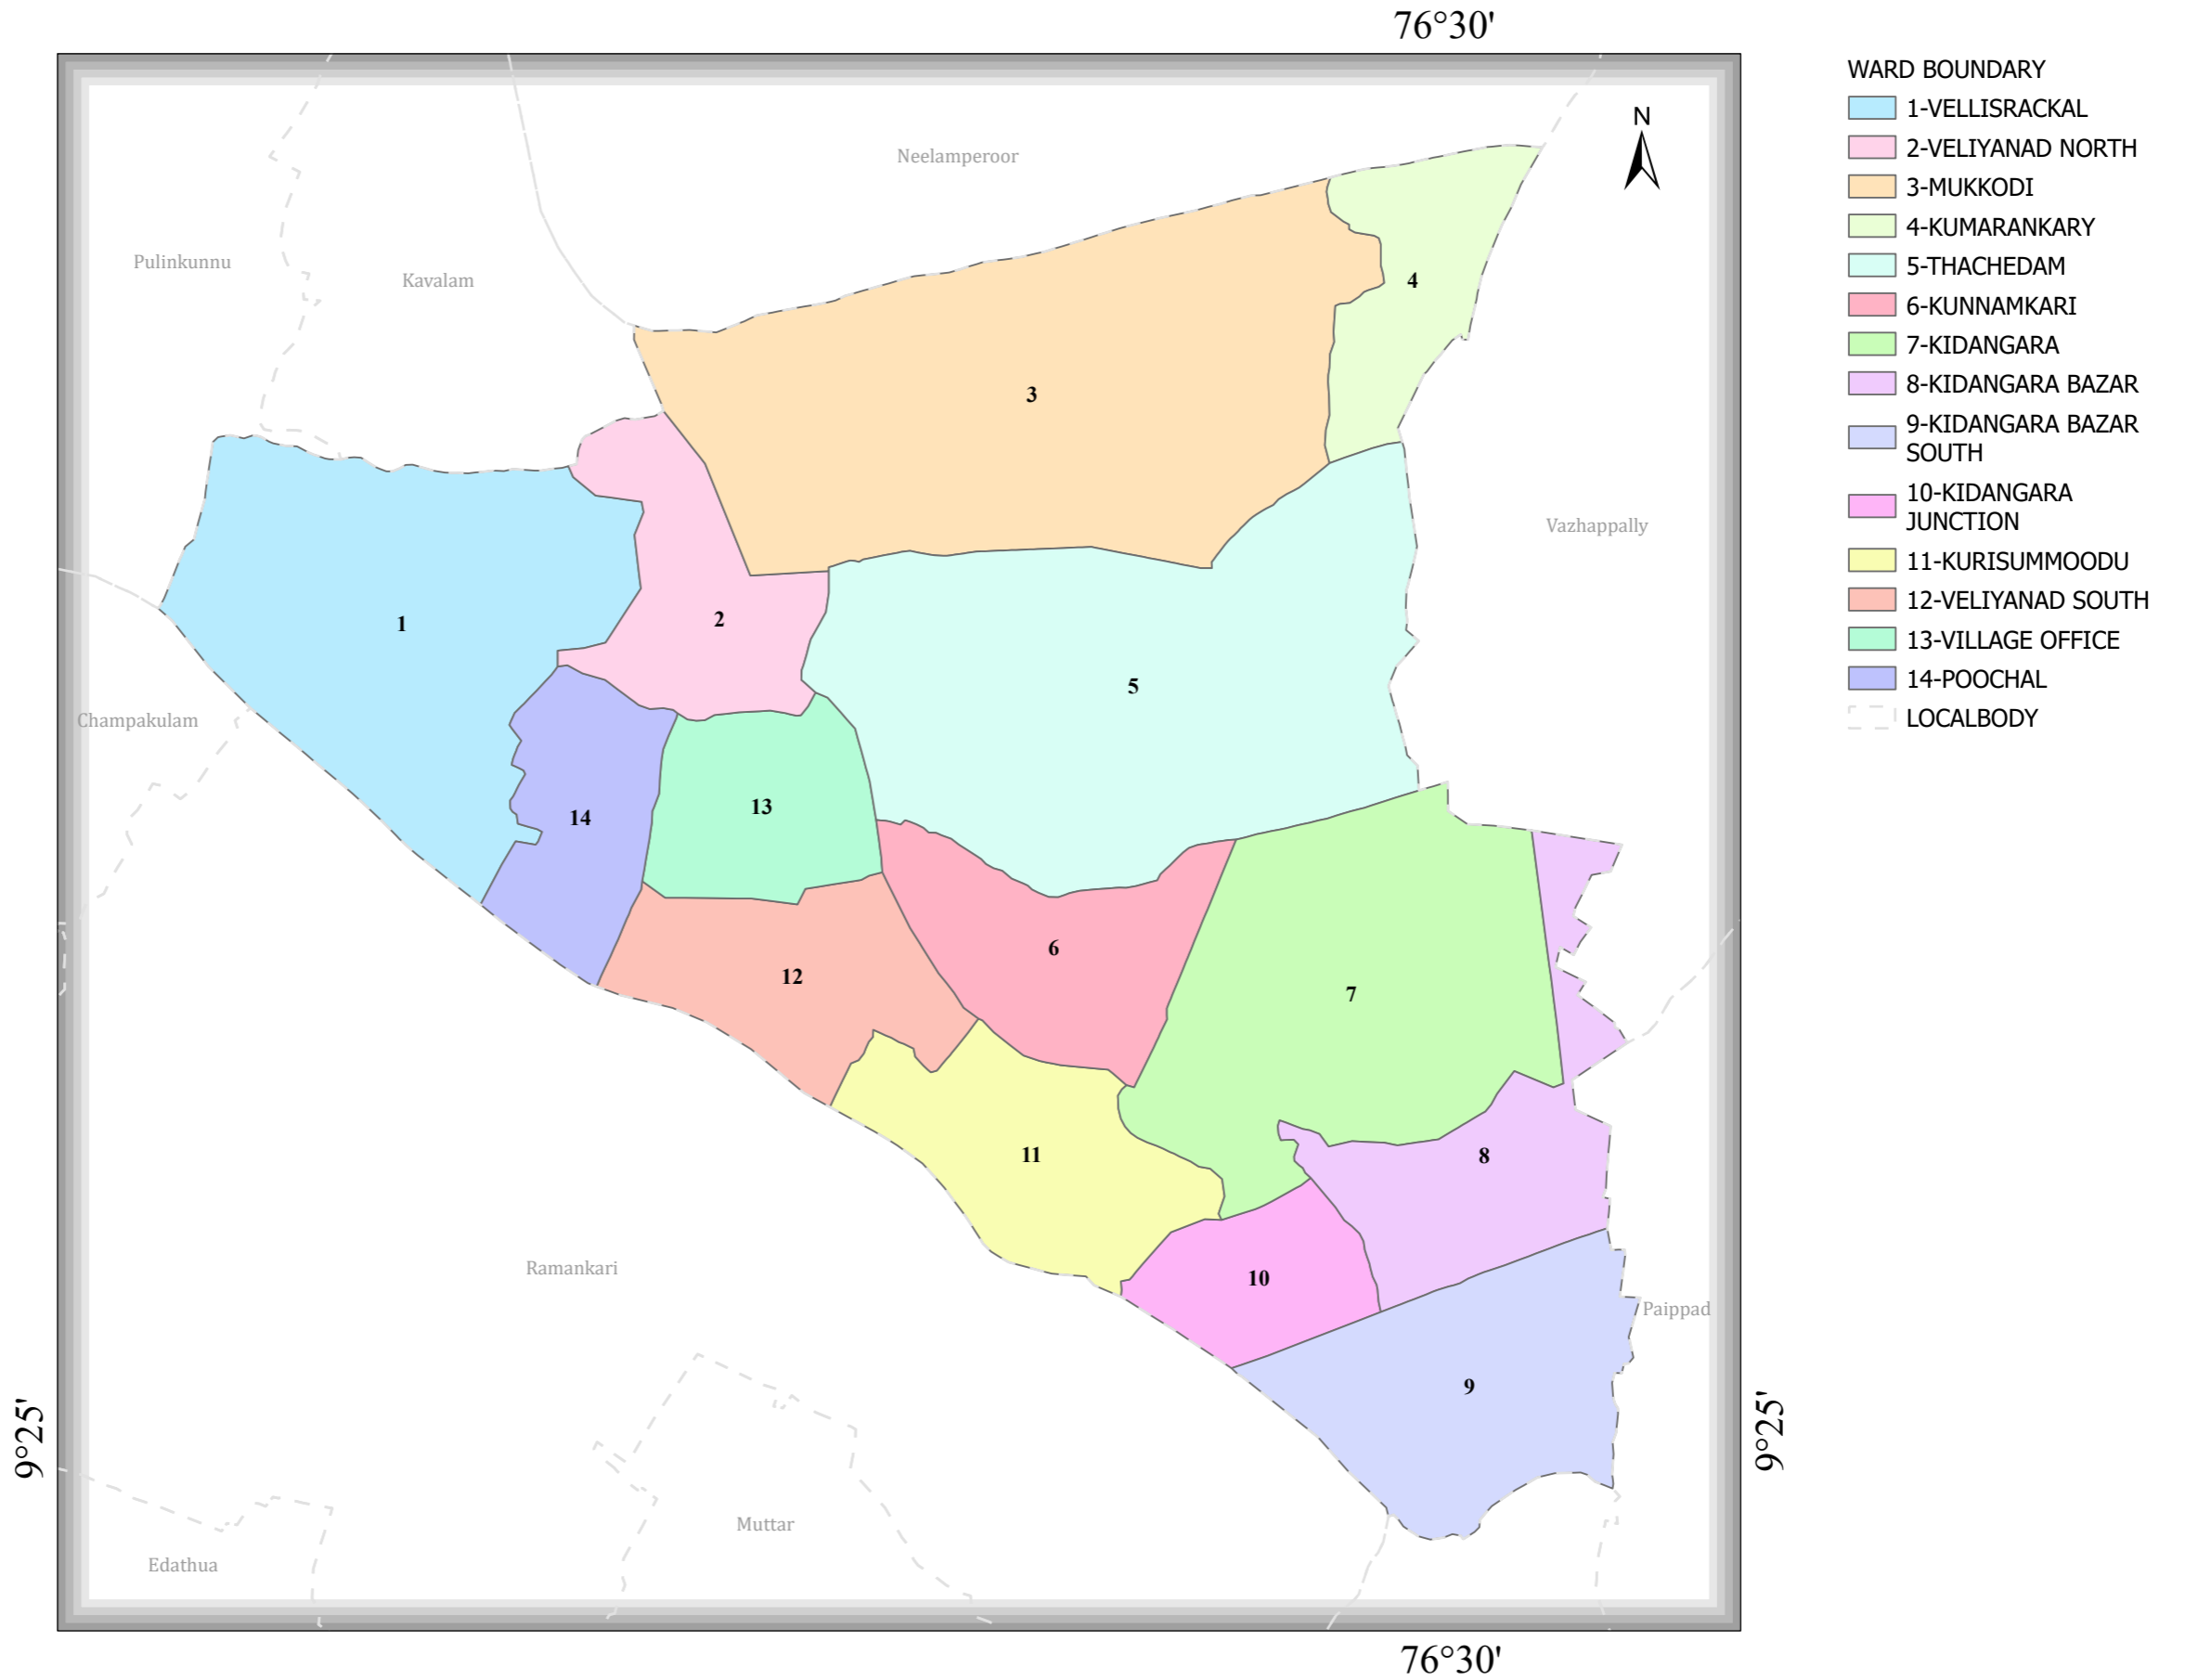 76°30'
WARD BOUNDARY
1-VELLISRACKAL
2-VELIYANAD NORTH
3-MUKKODI
4-KUMARANKARY
5-THACHEDAM
6-KUNNAMKARI
7-KIDANGARA
8-KIDANGARA BAZAR
9-KIDANGARA BAZAR
SOUTH
10-KIDANGARA
JUNCTION
11-KURISUMMOODU
12-VELIYANAD SOUTH
13-VILLAGE OFFICE
14-POOCHAL
LOCALBODY
N
Neelamperoor
Pulinkunnu
Kavalam
4
3
Vazhappally
2
1
5
Champakulam
13
14
6
12
7
11
8
Ramankari
10
Paippad
9
9°25'
9°25'
Muttar
Edathua
76°30'